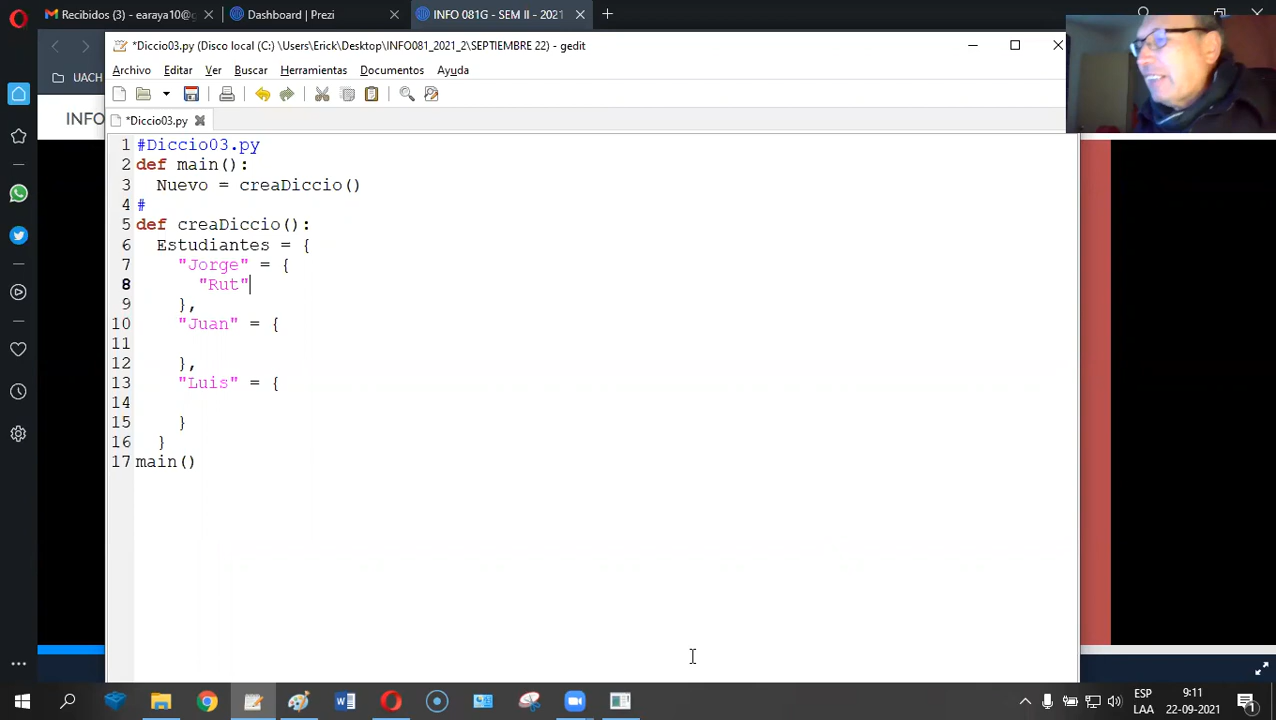 Recibidos (3) - earaya10@g
Dashboard | Prezi
INFO 081G - SEM II - 2021
UACH
INFO
*Diccio03.py (Disco local (C:) \Users\Erick\Desktop\INFO081_2021_2\SEPTIEMBRE 22) - gedit
Archivo Editar Ver Buscar Herramientas Documentos Ayuda
*Diccio03.py
1 #Diccio03.py
2 def main():
3 Nuevo = creaDiccio()
4 #
5 def creaDiccio():
6 Estudiantes = {
7 "Jorge" = {
8 "Rut"
9 },
10 "Juan" = {
11
12 },
13 "Luis" = {
14
15 }
16 }
17 main()
ESP 9:11
LAA 22-09-2021
1